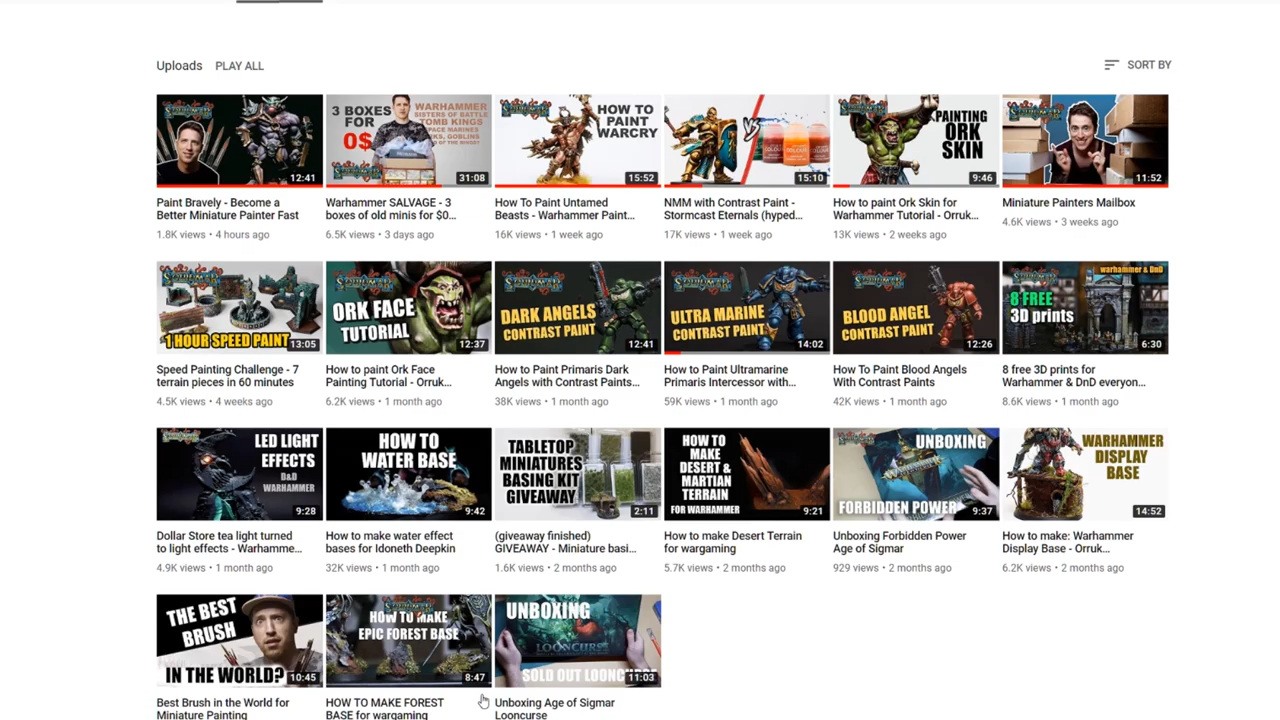 Uploads PLAY ALL
SORT BY
12:41
3 BOXES
FOR
0$
WARHAMMER
SISTERS OF BATTLE
TOMB KINGS
31:08
HOW TO
PAINT
WARCRY
15:52
VS
15:10
PAINTING
ORK
SKIN
9:46
11:52
Paint Bravely - Become a
Better Miniature Painter Fast
1.8K views • 4 hours ago
Warhammer SALVAGE - 3
boxes of old minis for $0...
6.5K views • 3 days ago
How To Paint Untamed
Beasts - Warhammer Paint...
16K views • 1 week ago
NMM with Contrast Paint -
Stormcast Eternals (hyped...
17K views • 1 week ago
How to paint Ork Skin for
Warhammer Tutorial - Orruk...
13K views • 2 weeks ago
Miniature Painters Mailbox
4.6K views • 3 weeks ago
1 HOUR SPEED PAINT
13:05
ORK FACE
TUTORIAL
12:37
DARK ANGELS
CONTRAST PAINT
12:41
ULTRA MARINE
CONTRAST PAINT
14:02
BLOOD ANGEL
CONTRAST PAINT
12:26
warhammer & DnD
8 FREE
3D prints
6:30
Speed Painting Challenge - 7
terrain pieces in 60 minutes
4.5K views • 4 weeks ago
How to paint Ork Face
Painting Tutorial - Orruk...
6.2K views • 1 month ago
How to Paint Primaris Dark
Angels with Contrast Paints...
38K views • 1 month ago
How to Paint Ultramarine
Primaris Intercessor with...
59K views • 1 month ago
How To Paint Blood Angels
With Contrast Paints
42K views • 1 month ago
8 free 3D prints for
Warhammer & DnD everyon...
8.6K views • 1 month ago
LED LIGHT
EFFECTS
D&D
WARHAMMER
9:28
HOW TO
WATER BASE
9:42
TABLETOP
MINIATURES
BASING KIT
GIVEAWAY
2:11
HOW TO
MAKE
DESERT &
MARTIAN
TERRAIN
FOR WARHAMMER
9:21
UNBOXING
FORBIDDEN POWER
9:37
WARHAMMER
DISPLAY
BASE
14:52
Dollar Store tea light turned
to light effects - Warhamme...
4.9K views • 1 month ago
How to make water effect
bases for Idoneth Deepkin
32K views • 1 month ago
(giveaway finished)
GIVEAWAY - Miniature basi...
1.6K views • 2 months ago
How to make Desert Terrain
for wargaming
5.7K views • 2 months ago
Unboxing Forbidden Power
Age of Sigmar
929 views • 2 months ago
How to make: Warhammer
Display Base - Orruk...
6.2K views • 2 months ago
THE BEST
BRUSH
IN THE WORLD?
10:45
HOW TO MAKE
EPIC FOREST BASE
8:47
UNBOXING
LOONCURSE
SOLD OUT
11:03
Best Brush in the World for
Miniature Painting
HOW TO MAKE FOREST
BASE for wargaming
Unboxing Age of Sigmar
Looncurse